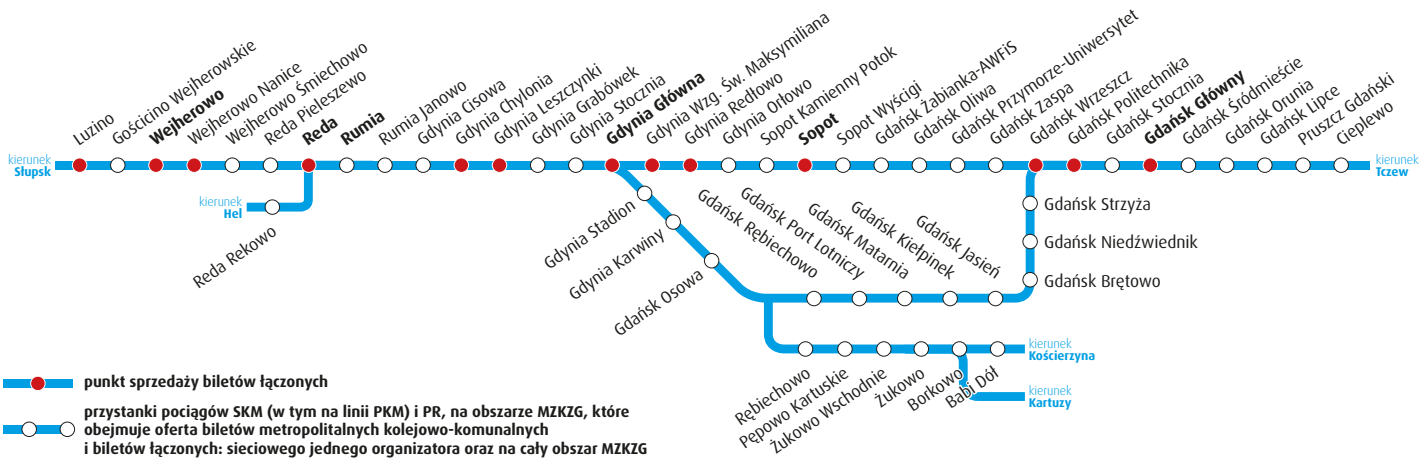 Luzino
Gościcino Wejherowskie
Wejherowo
Wejherowo Nanice
Wejherowo Śmiechowo
Reda Pieleszewo
Reda
Rumia
Rumia Janowo
Gdynia Cisowa
Gdynia Chylonia
Gdynia Leszczynki
Gdynia Grabówek
Gdynia Stocznia
Gdynia Główna
Gdynia Wzg. Św. Maksymiliana
Gdynia Redłowo
Gdynia Orłowo
Sopot Kamienny Potok
Sopot
Sopot Wyścigi
Gdańsk Żabianka-AWFiS
Gdańsk Oliwa
Gdańsk Przymorze-Uniwersytet
Gdańsk Zaspa
Gdańsk Wrzeszcz
Gdańsk Politechnika
Gdańsk Stocznia
Gdańsk Główny
Gdańsk Śródmieście
Gdańsk Orunia
Gdańsk Lipce
Pruszcz Gdański
Cieplewo
kierunek
Słupsk
kierunek
Tczew
kierunek
Hel
Reda Rekowo
Gdynia Stadion
Gdynia Karwiny
Gdańsk Osowa
Gdańsk Rębiechowo
Gdańsk Port Lotniczy
Gdańsk Matarnia
Gdańsk Kiełpinek
Gdańsk Jasień
Gdańsk Strzyża
Gdańsk Niedźwiednik
Gdańsk Brętowo
Rębiechowo
Pępowo Kartuskie
Żukowo Wschodnie
Żukowo
Borkowo
Babi Dół
kierunek
Kościerzyna
kierunek
Kartuzy
punkt sprzedaży biletów łączonych
przystanki pociągów SKM (w tym na linii PKM) i PR, na obszarze MZKZG, które
obejmuje oferta biletów metropolitalnych kolejowo-komunalnych
i biletów łączonych: sieciowego jednego organizatora oraz na cały obszar MZKZG